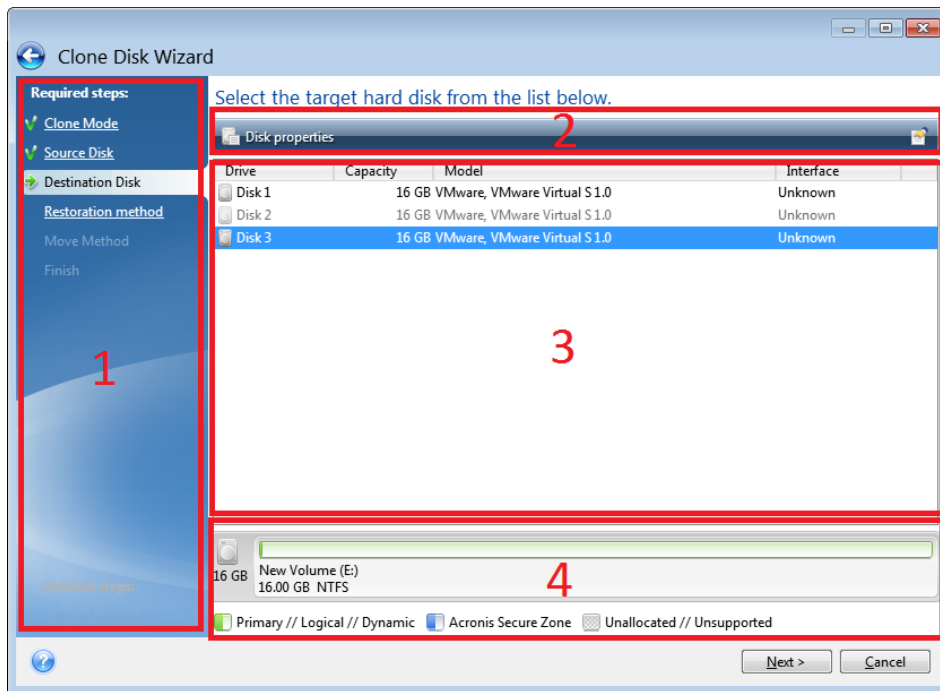 Clone Disk Wizard
Required steps:
Clone Mode
Source Disk
Destination Disk
Restoration method
Move Method
Finish
1
Select the target hard disk from the list below.
Disk properties
2
Drive Capacity Model Interface
Disk 1 16 GB VMware, VMware Virtual S 1.0 Unknown
Disk 2 16 GB VMware, VMware Virtual S 1.0 Unknown
Disk 3 16 GB VMware, VMware Virtual S 1.0 Unknown
3
16 GB
New Volume (E:)
16.00 GB NTFS
4
Primary // Logical // Dynamic Acronis Secure Zone Unallocated // Unsupported
?
Next > Cancel